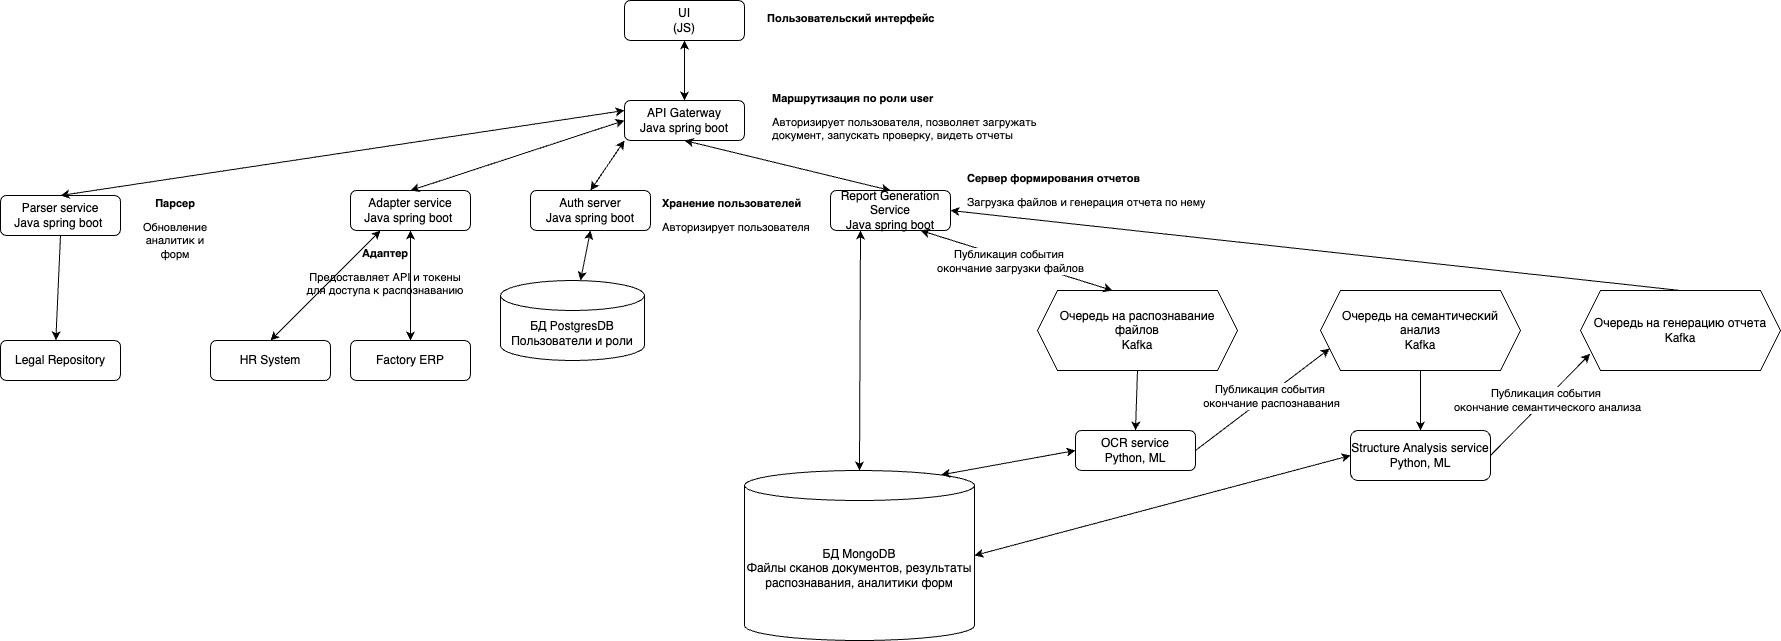 UI
(JS)
Пользовательский интерфейс
API Gaterway
Java spring boot
Маршрутизация по роли user
Авторизирует пользователя, позволяет загружать
документ, запускать проверку, видеть отчеты
Parser service
Java spring boot
Парсер
Обновление
аналитик и
форм
Adapter service
Java spring boot
Адаптер
Предоставляет API и токены
для доступа к распознаванию
Auth server
Java spring boot
Хранение пользователей
Авторизирует пользователя
Report Generation
Service
Java spring boot
Сервер формирования отчетов
Загрузка файлов и генерация отчета по нему
Публикация события
окончание загрузки файлов
Legal Repository
HR System
Factory ERP
БД PostgresDB
Пользователи и роли
Очередь на распознавание
файлов
Kafka
Очередь на семантический
анализ
Kafka
Очередь на генерацию отчета
Kafka
Публикация события
окончание распознавания
Публикация события
окончание семантического анализа
OCR service
Python, ML
Structure Analysis service
Python, ML
БД MongoDB
Файлы сканов документов, результаты
распознавания, аналитики форм